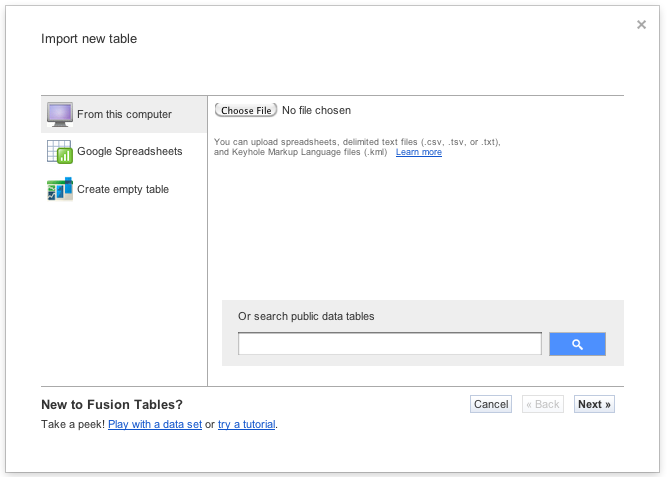 Import new table
×
From this computer
Google Spreadsheets
Create empty table
Choose File No file chosen
You can upload spreadsheets, delimited text files (.csv, .tsv, or .txt),
and Keyhole Markup Language files (.kml) Learn more
Or search public data tables
New to Fusion Tables?
Take a peek! Play with a data set or try a tutorial.
Cancel « Back Next »